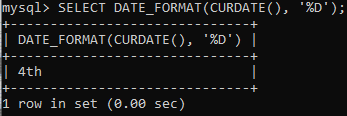 mysql> SELECT DATE_FORMAT(CURDATE(), '%D');
+----------------------------+
| DATE_FORMAT(CURDATE(), '%D') |
+----------------------------+
| 4th                        |
+----------------------------+
1 row in set (0.00 sec)